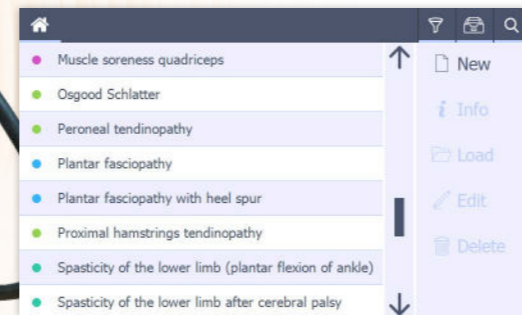 Muscle soreness quadriceps
Osgood Schlatter
Peroneal tendinopathy
Plantar fasciopathy
Plantar fasciopathy with heel spur
Proximal hamstrings tendinopathy
Spasticity of the lower limb (plantar flexion of ankle)
Spasticity of the lower limb after cerebral palsy
New
Info
Load
Edit
Delete